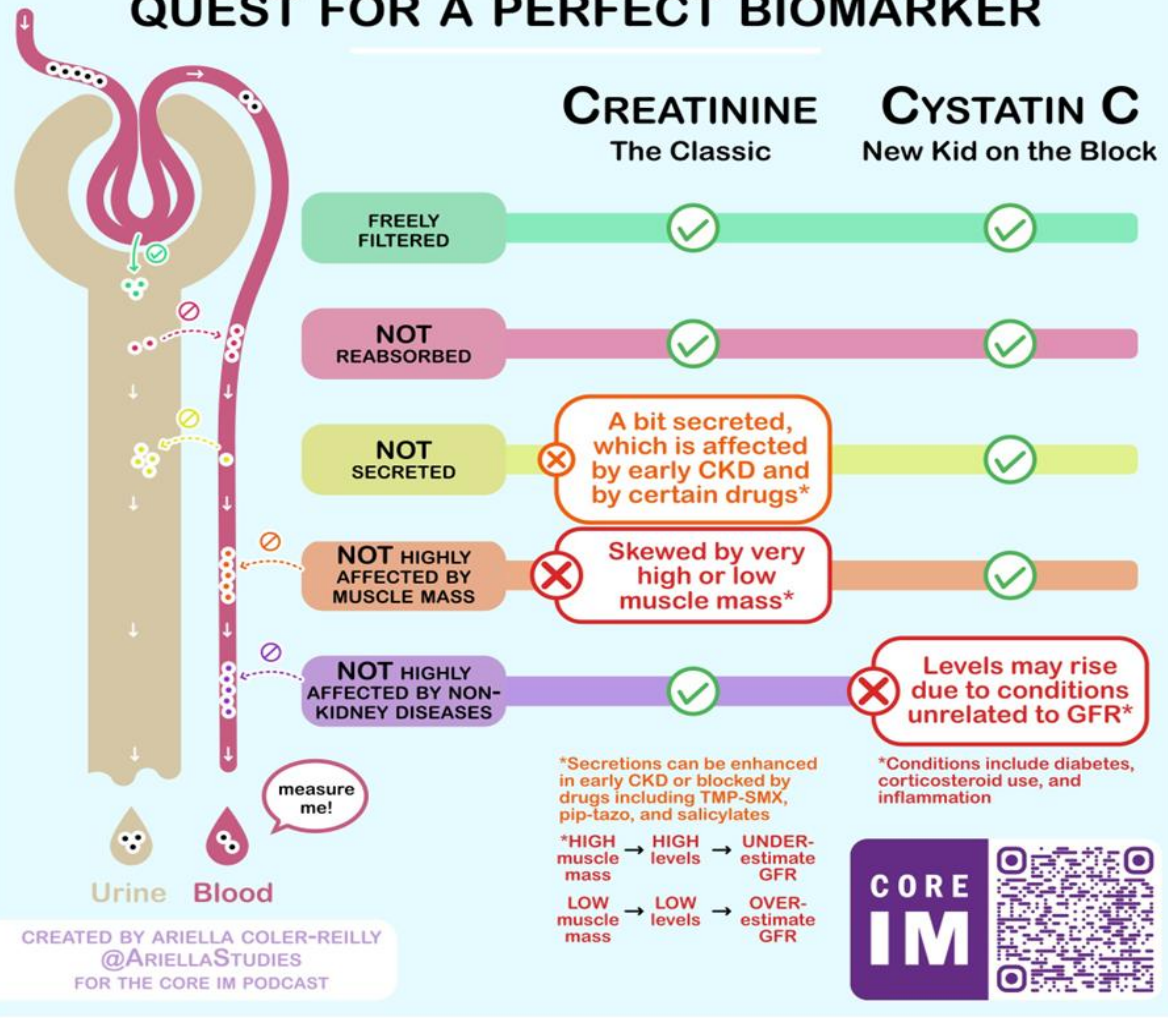 QUEST FOR A PERFECT BIOMARKER
CREATININE
The Classic
CYSTATIN C
New Kid on the Block
FREELY
FILTERED
NOT
REABSORBED
NOT
SECRETED
A bit secreted,
which is affected
by early CKD and
by certain drugs*
NOT HIGHLY
AFFECTED BY
MUSCLE MASS
Skewed by very
high or low
muscle mass*
NOT HIGHLY
AFFECTED BY NON-
KIDNEY DISEASES
Levels may rise
due to conditions
unrelated to GFR*
*Secretions can be enhanced
in early CKD or blocked by
drugs including TMP-SMX,
pip-tazo, and salicylates
*HIGH
muscle
mass
→
HIGH
levels
→
UNDER-
estimate
GFR
LOW
muscle
mass
→
LOW
levels
→
OVER-
estimate
GFR
*Conditions include diabetes,
corticosteroid use, and
inflammation
measure
me!
Urine
Blood
CREATED BY ARIELLA COLER-REILLY
@ARIELLASTUDIES
FOR THE CORE IM PODCAST
CORE
IM